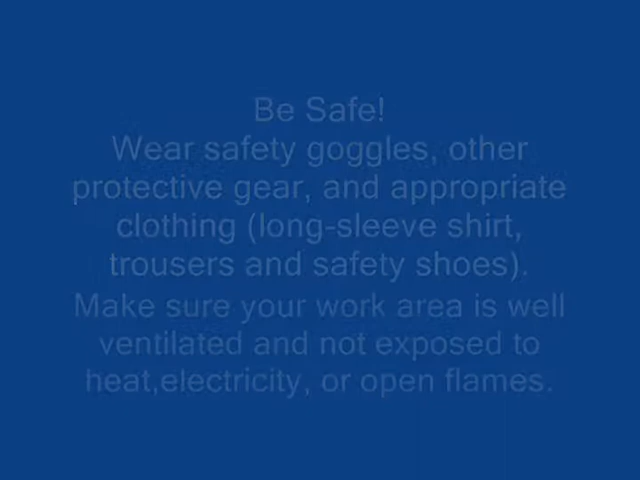 Be Safe!
Wear safety goggles, other
protective gear, and appropriate
clothing (long-sleeve shirt,
trousers and safety shoes).
Make sure your work area is well
ventilated and not exposed to
heat,electricity, or open flames.